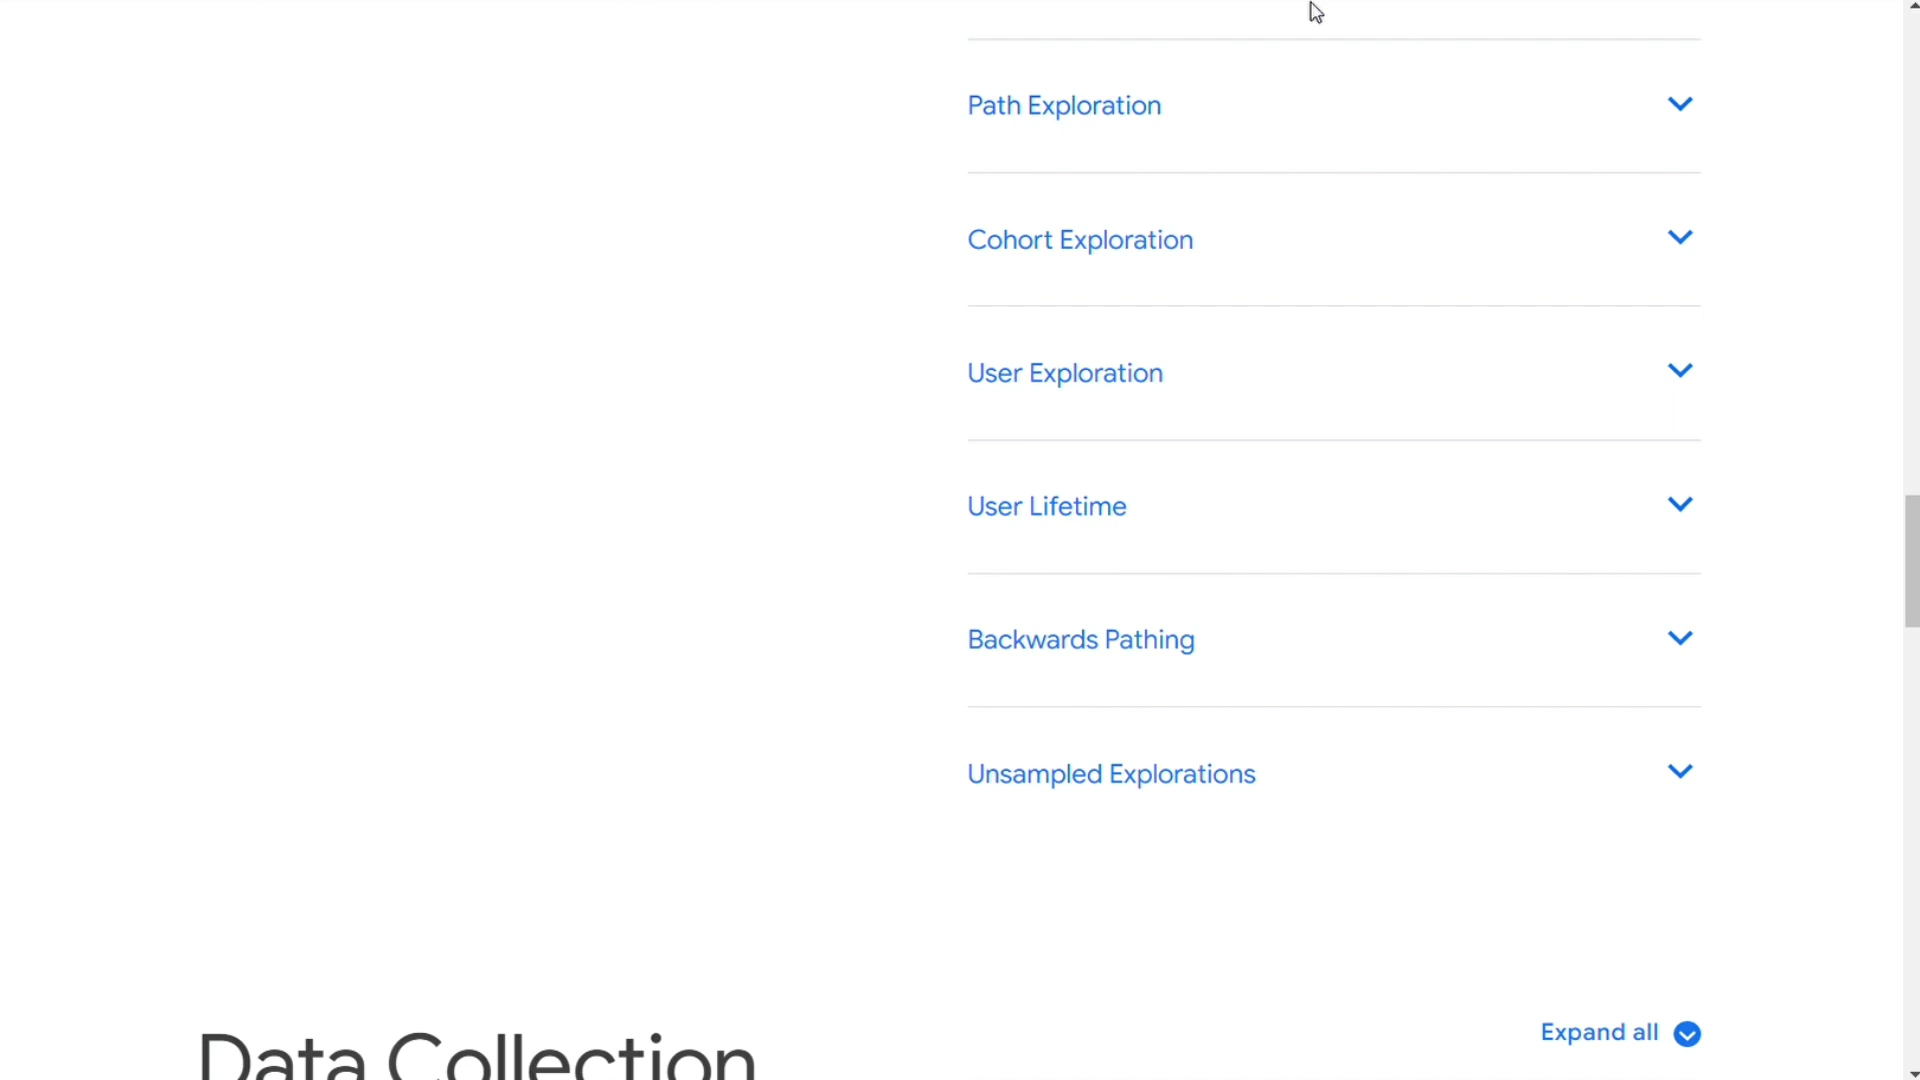 Path Exploration
Cohort Exploration
User Exploration
User Lifetime
Backwards Pathing
Unsampled Explorations
Expand all
Data Collection